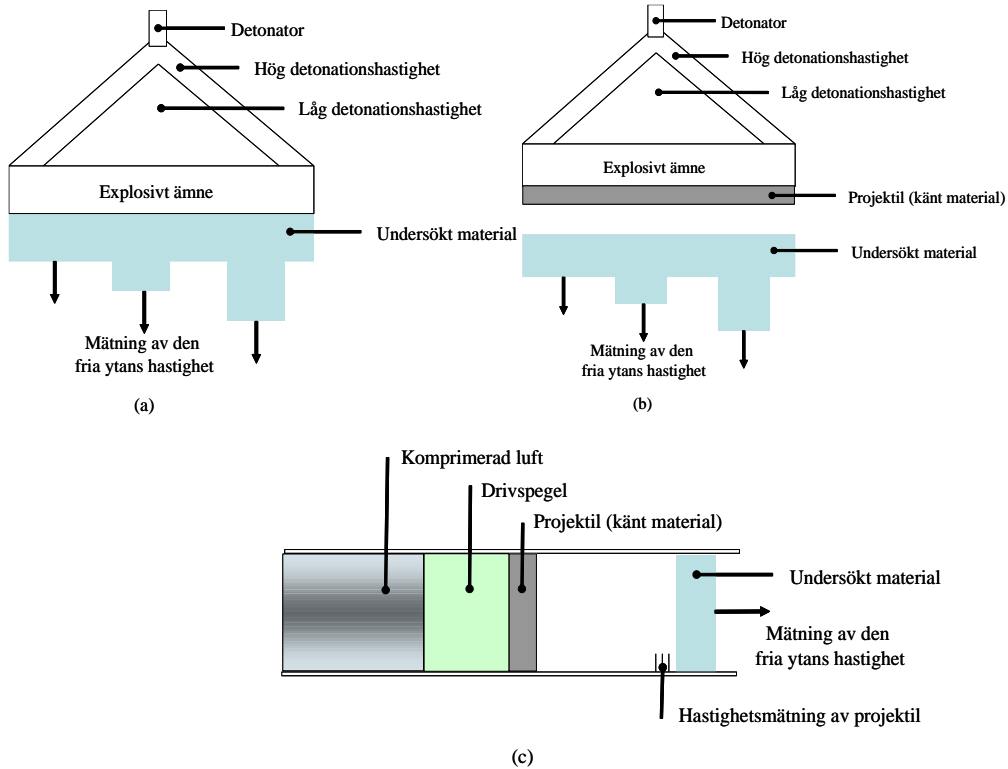 Detonator
Hög detonationshastighet
Låg detonationshastighet
Explosivt ämne
Undersökt material
Mätning av den
fria ytans hastighet
(a)
Detonator
Hög detonationshastighet
Låg detonationshastighet
Explosivt ämne
Projektil (känt material)
Undersökt material
Mätning av den
fria ytans hastighet
(b)
Komprimerad luft
Drivspegel
Projektil (känt material)
Undersökt material
Mätning av den
fria ytans hastighet
Hastighetsmätning av projektil
(c)